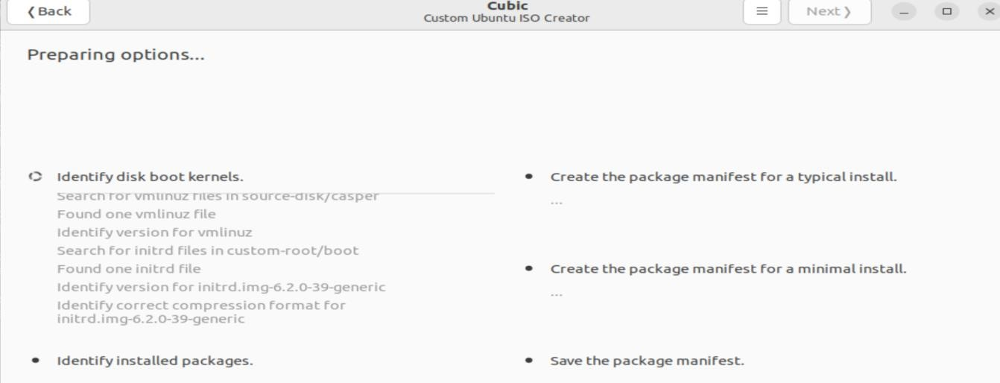 Back
Cubic
Custom Ubuntu ISO Creator
Next
Preparing options...
Identify disk boot kernels.
Search for vmlinuz files in source-disk/casper
Found one vmlinuz file
Identify version for vmlinuz
Search for initrd files in custom-root/boot
Found one initrd file
Identify version for initrd.img-6.2.0-39-generic
Identify correct compression format for
initrd.img-6.2.0-39-generic
Identify installed packages.
Create the package manifest for a typical install.
...
Create the package manifest for a minimal install.
...
Save the package manifest.